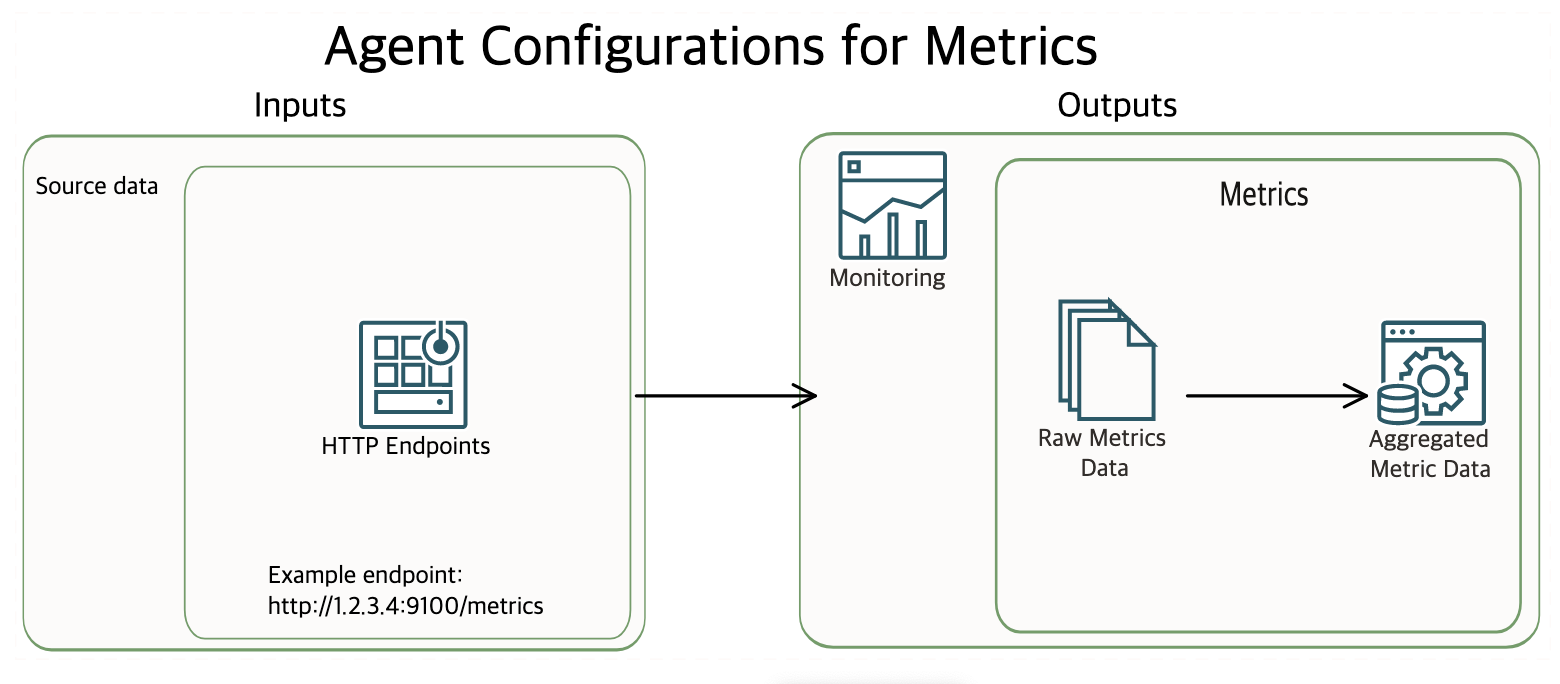 Agent Configurations for Metrics
Inputs
Outputs
Source data
HTTP Endpoints
Example endpoint:
http://1.2.3.4:9100/metrics
Monitoring
Metrics
Raw Metrics
Data
Aggregated
Metric Data